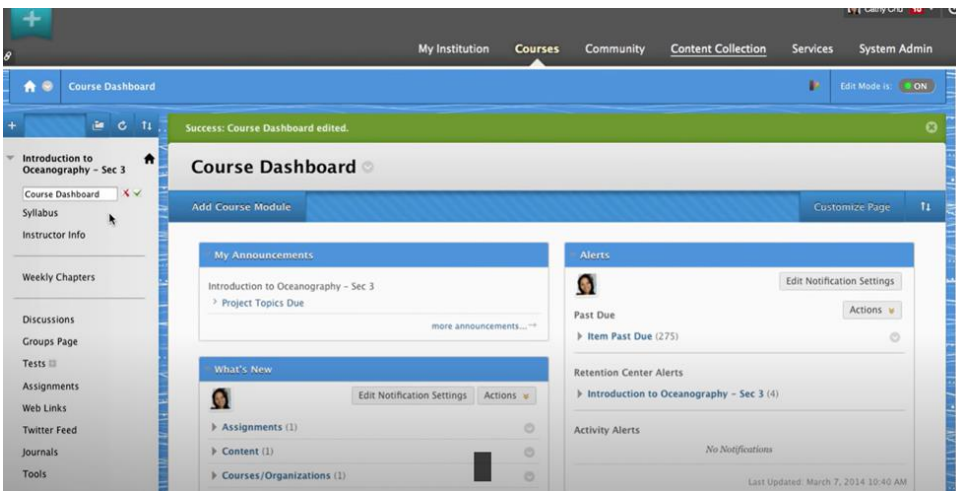 Cathy Chu 10
My Institution Courses Community Content Collection Services System Admin
Course Dashboard
Edit Mode is: ON
Success: Course Dashboard edited.
Introduction to
Oceanography - Sec 3
Course Dashboard
Syllabus
Instructor Info
Weekly Chapters
Discussions
Groups Page
Tests
Assignments
Web Links
Twitter Feed
Journals
Tools
Course Dashboard
Add Course Module
Customize Page
My Announcements
Introduction to Oceanography - Sec 3
Project Topics Due
more announcements...
What's New
Edit Notification Settings Actions
Assignments (1)
Content (1)
Courses/Organizations (1)
Alerts
Edit Notification Settings
Actions
Past Due
Item Past Due (275)
Retention Center Alerts
Introduction to Oceanography - Sec 3 (4)
Activity Alerts
No Notifications
Last Updated: March 7, 2014 10:40 AM